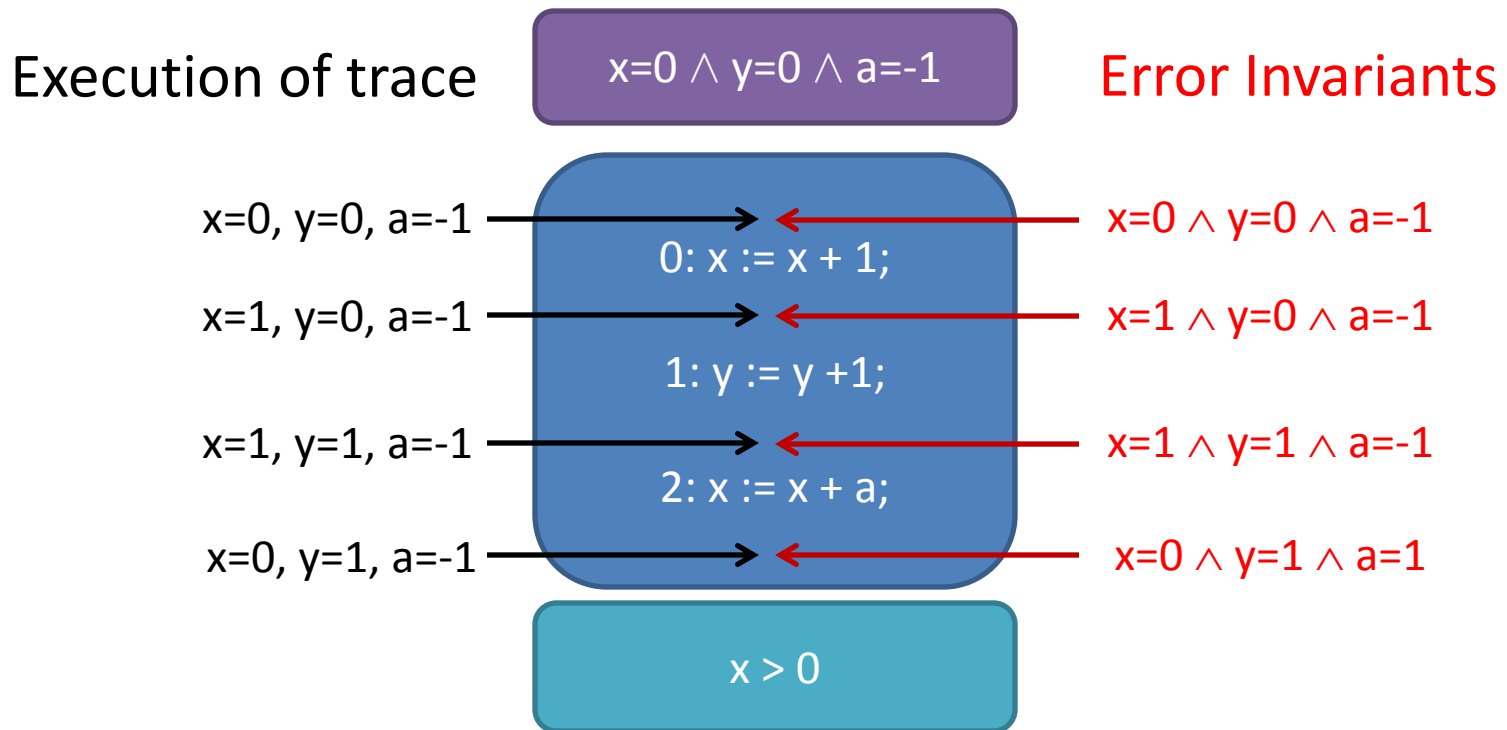 x=0 ∧ y=0 ∧ a=-1
Execution of trace
Error Invariants
x=0, y=0, a=-1
x=0 ∧ y=0 ∧ a=-1
0: x := x + 1;
x=1, y=0, a=-1
x=1 ∧ y=0 ∧ a=-1
1: y := y +1;
x=1, y=1, a=-1
x=1 ∧ y=1 ∧ a=-1
2: x := x + a;
x=0, y=1, a=-1
x=0 ∧ y=1 ∧ a=1
x > 0